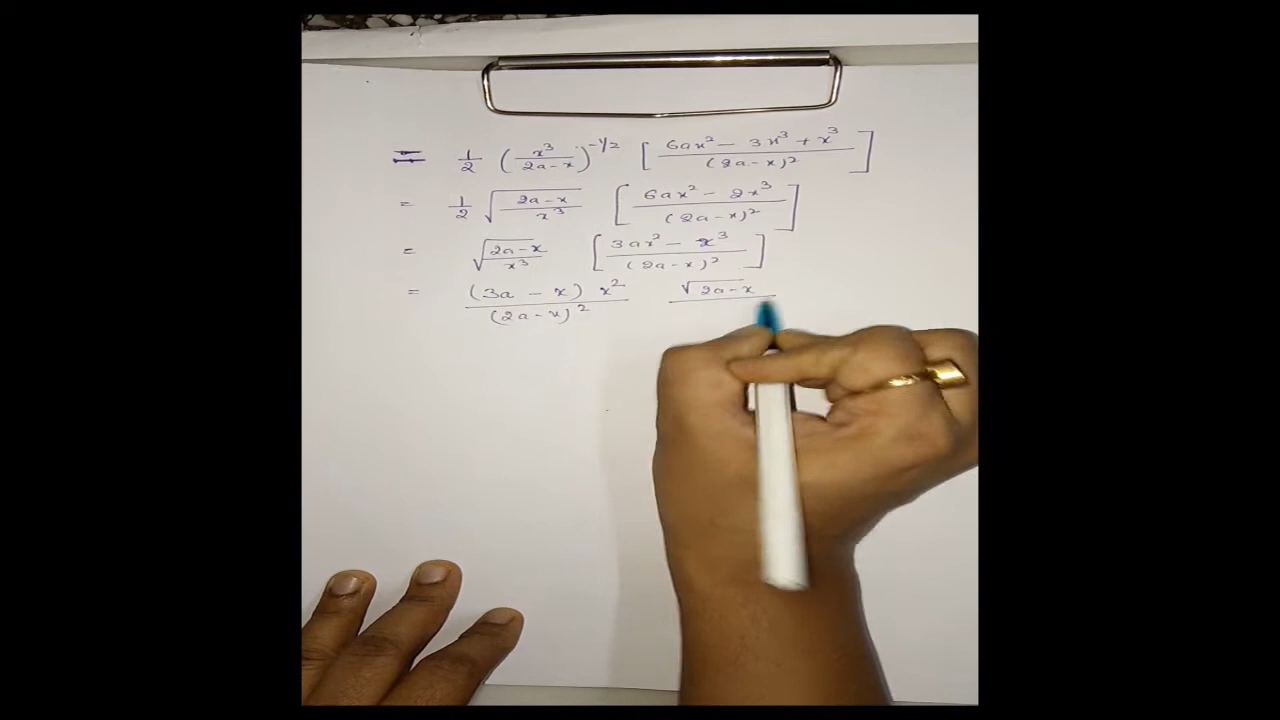 = 1/2 (x³/(2a-x))^(-1/2) [(6ax² - 3x³ + x³)/(2a-x)²]
= 1/2 √((2a-x)/x³) [(6ax² - 2x³)/(2a-x)²]
= √((2a-x)/x³) [(3ax² - x³)/(2a-x)²]
= ((3a - x) x²)/(2a-x)² √(2a-x)